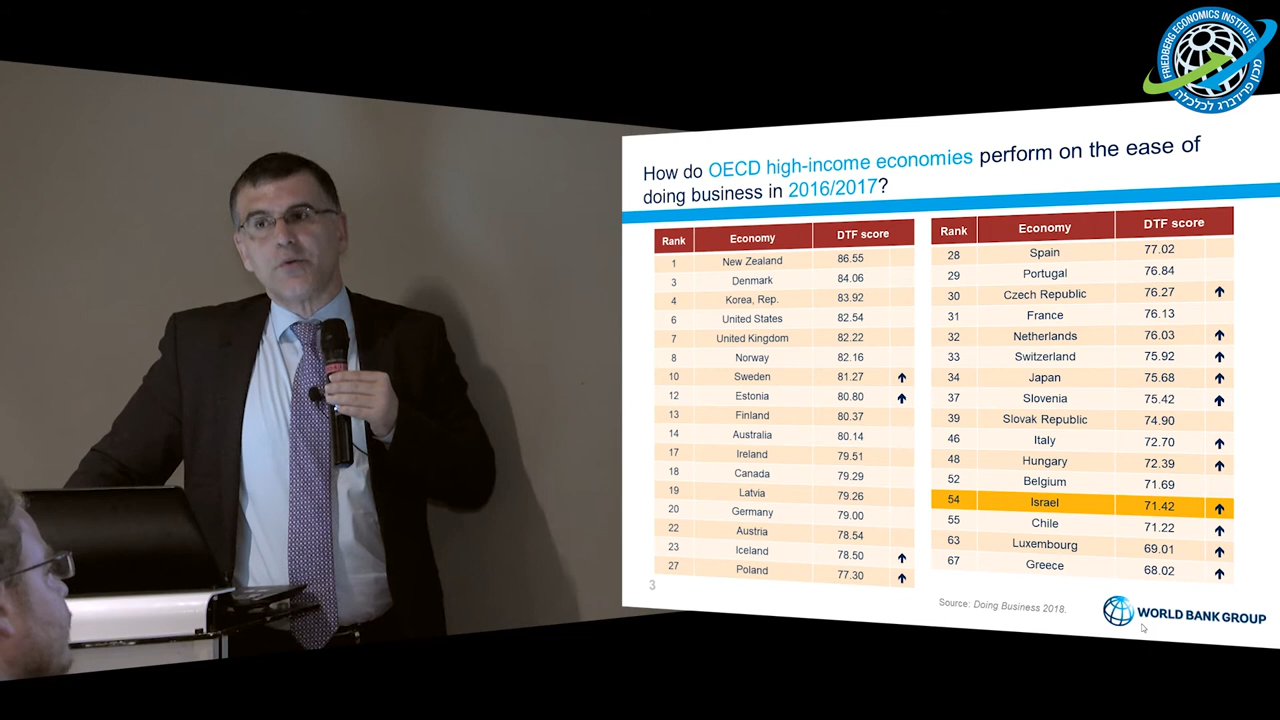 FRIEDBERG ECONOMICS INSTITUTE
מכון פרידברג לכלכלה
How do OECD high-income economies perform on the ease of
doing business in 2016/2017?
Rank Economy DTF score
1 New Zealand 86.55
3 Denmark 84.06
4 Korea, Rep. 83.92
6 United States 82.54
7 United Kingdom 82.22
8 Norway 82.16
10 Sweden 81.27
12 Estonia 80.80
13 Finland 80.37
14 Australia 80.14
17 Ireland 79.51
18 Canada 79.29
19 Latvia 79.26
20 Germany 79.00
22 Austria 78.54
23 Iceland 78.50
27 Poland 77.30
Rank Economy DTF score
28 Spain 77.02
29 Portugal 76.84
30 Czech Republic 76.27
31 France 76.13
32 Netherlands 76.03
33 Switzerland 75.92
34 Japan 75.68
37 Slovenia 75.42
39 Slovak Republic 74.90
46 Italy 72.70
48 Hungary 72.39
52 Belgium 71.69
54 Israel 71.42
55 Chile 71.22
63 Luxembourg 69.01
67 Greece 68.02
3
Source: Doing Business 2018.
WORLD BANK GROUP